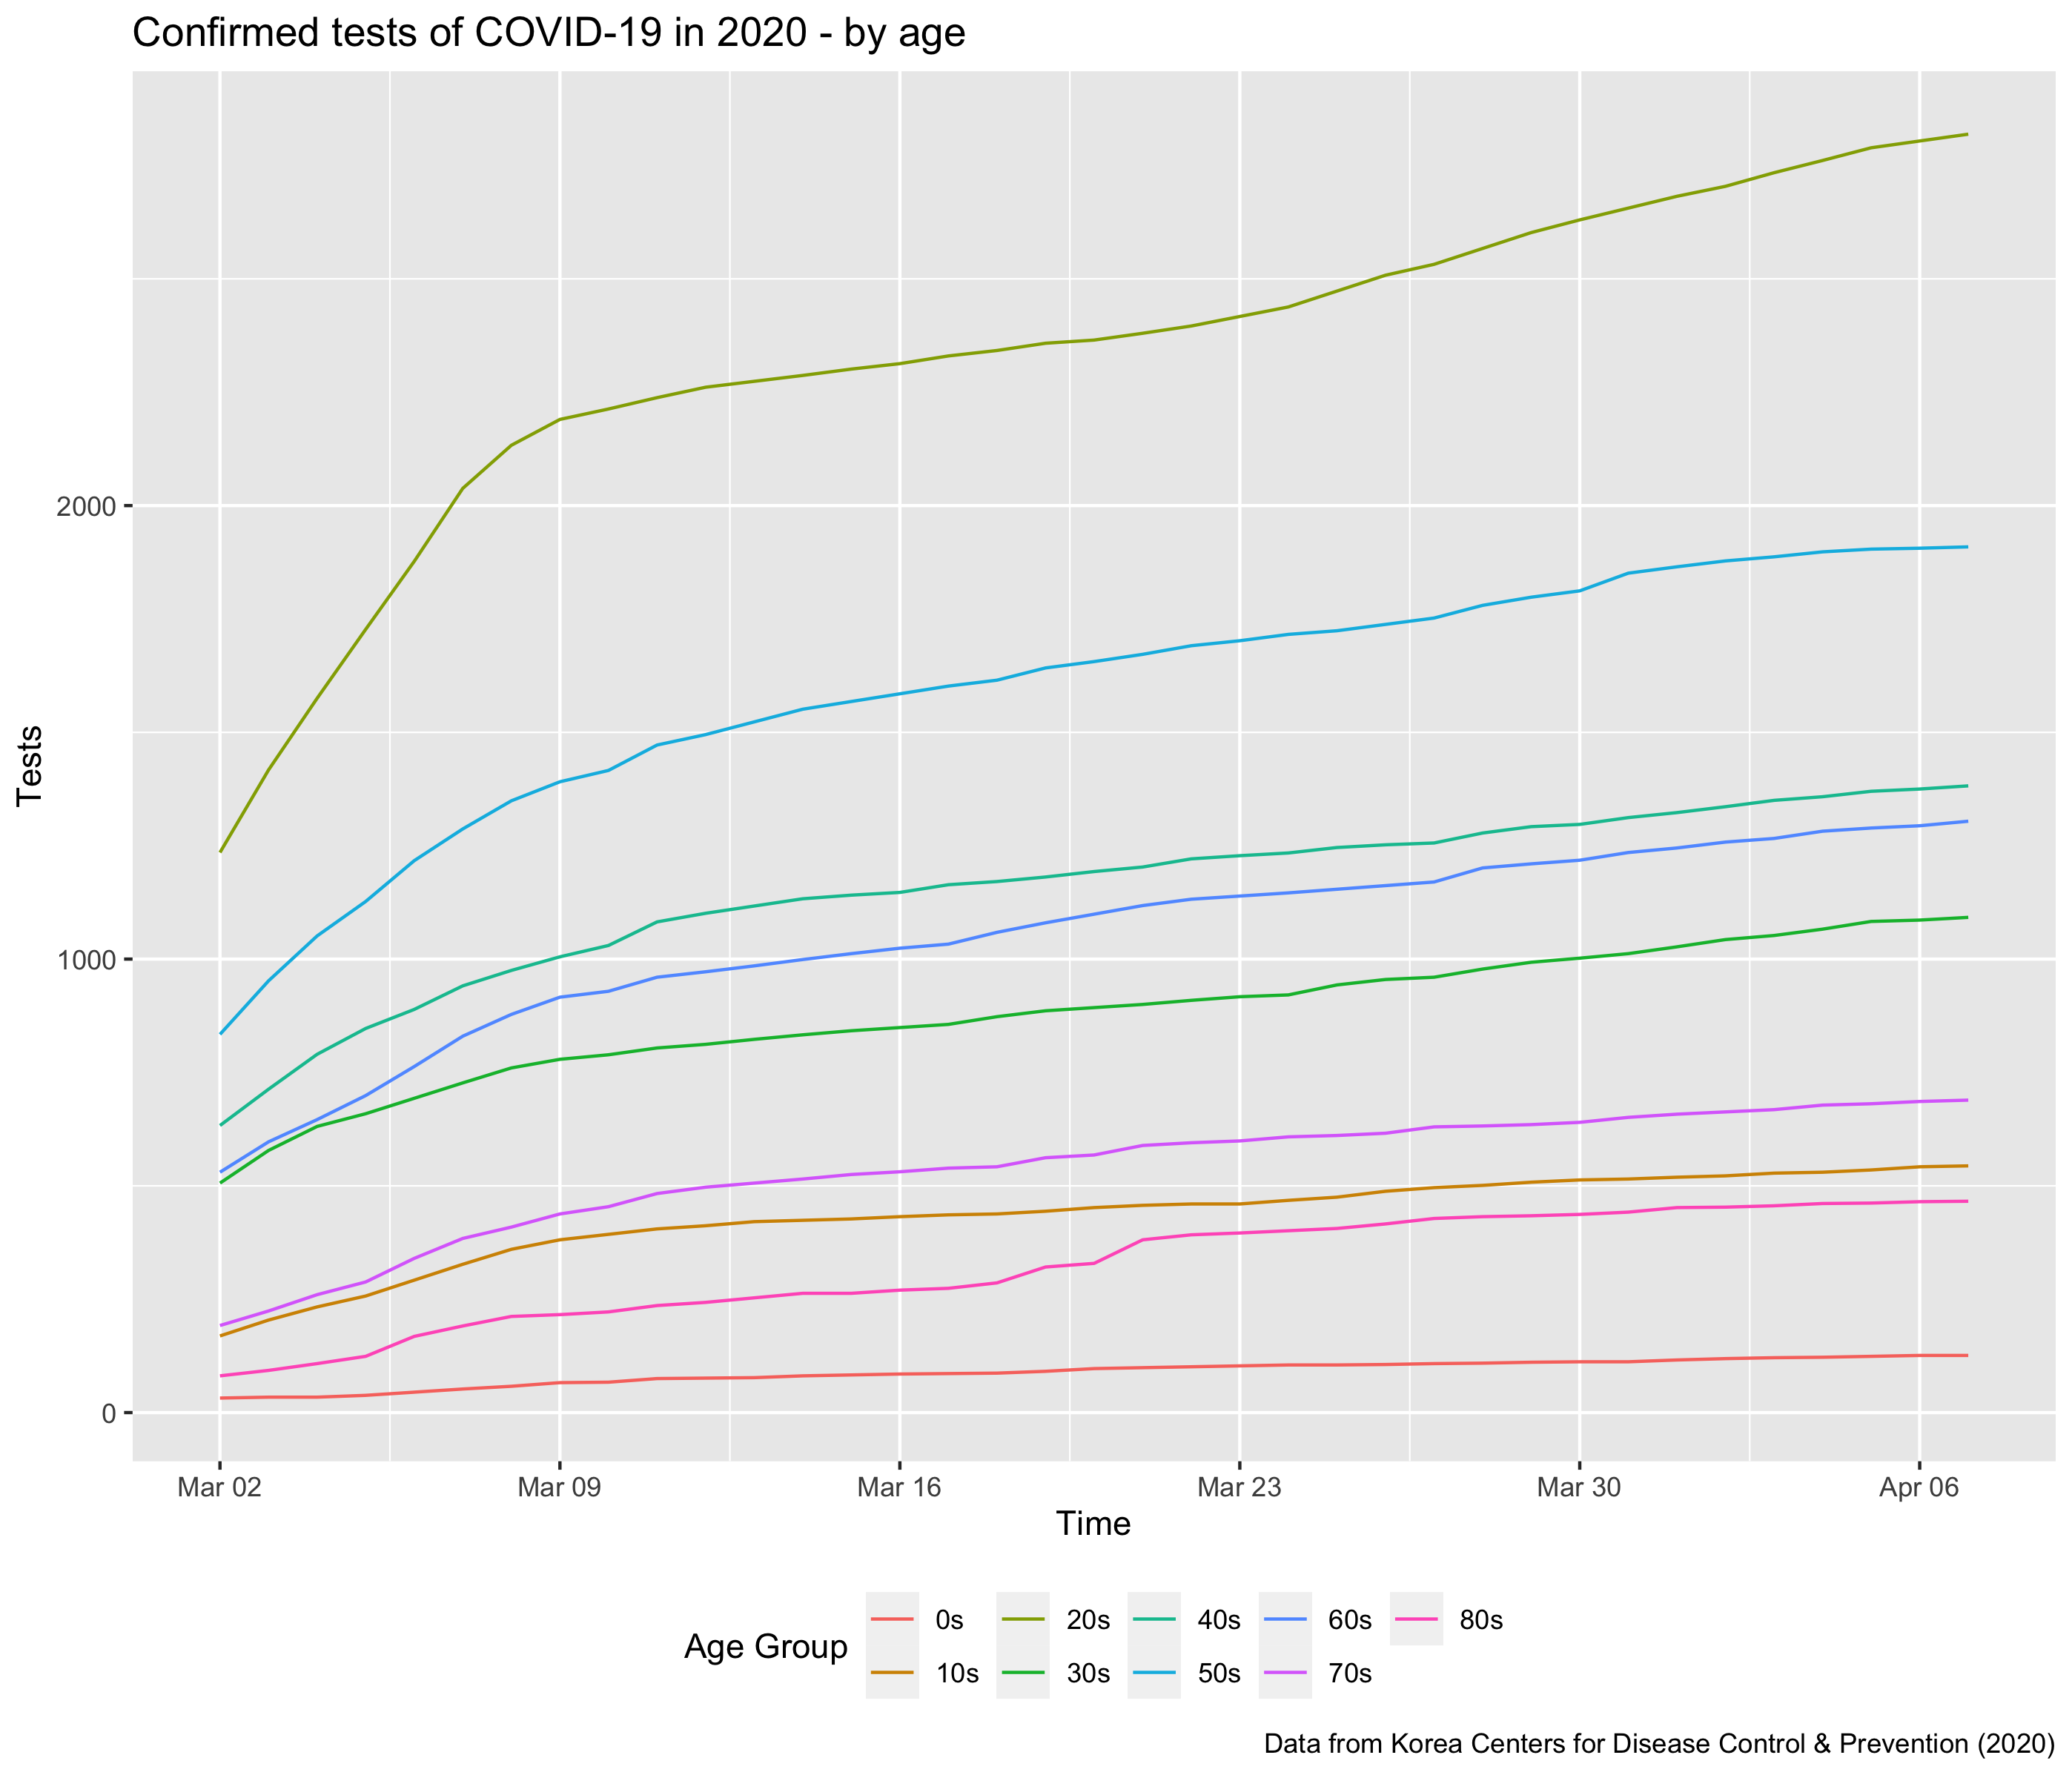 Confirmed tests of COVID-19 in 2020 - by age
Tests
2000
1000
0
Mar 02 Mar 09 Mar 16 Mar 23 Mar 30 Apr 06
Time
Age Group
0s 20s 40s 60s 80s
10s 30s 50s 70s
Data from Korea Centers for Disease Control & Prevention (2020)